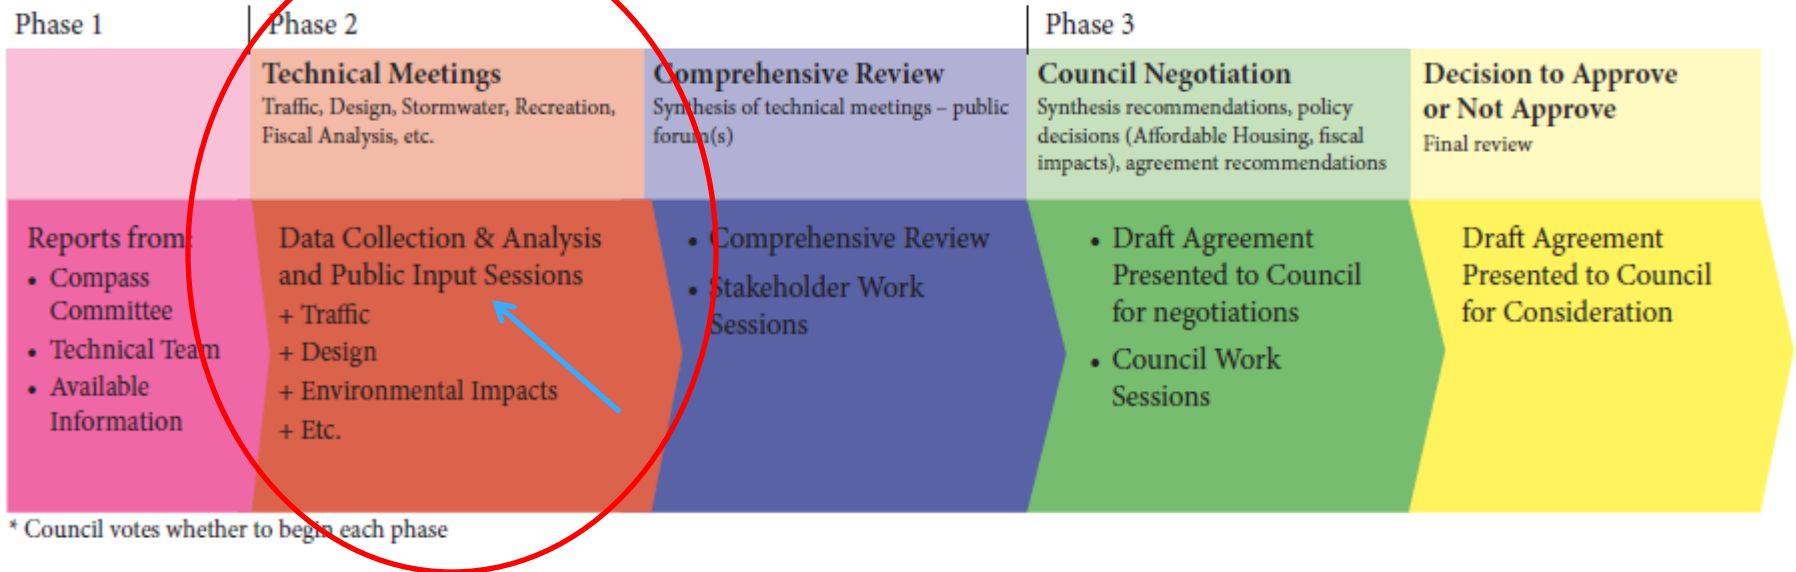 Phase 1
Phase 2
Phase 3
Technical Meetings
Traffic, Design, Stormwater, Recreation,
Fiscal Analysis, etc.
Comprehensive Review
Synthesis of technical meetings – public
forum(s)
Council Negotiation
Synthesis recommendations, policy
decisions (Affordable Housing, fiscal
impacts), agreement recommendations
Decision to Approve
or Not Approve
Final review
Reports from:
• Compass
Committee
• Technical Team
• Available
Information
Data Collection & Analysis
and Public Input Sessions
+ Traffic
+ Design
+ Environmental Impacts
+ Etc.
• Comprehensive Review
• Stakeholder Work
Sessions
• Draft Agreement
Presented to Council
for negotiations
• Council Work
Sessions
Draft Agreement
Presented to Council
for Consideration
* Council votes whether to begin each phase